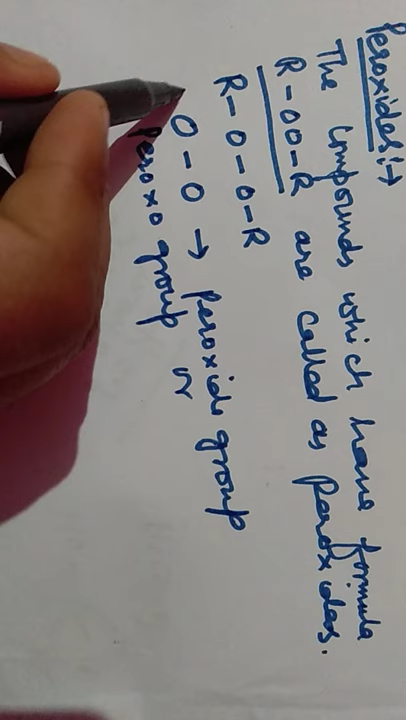 Peroxides:→
The compounds which have formula
R-OO-R are called as peroxides.
R-O-O-R
O-O → Peroxide group
or
Peroxo group